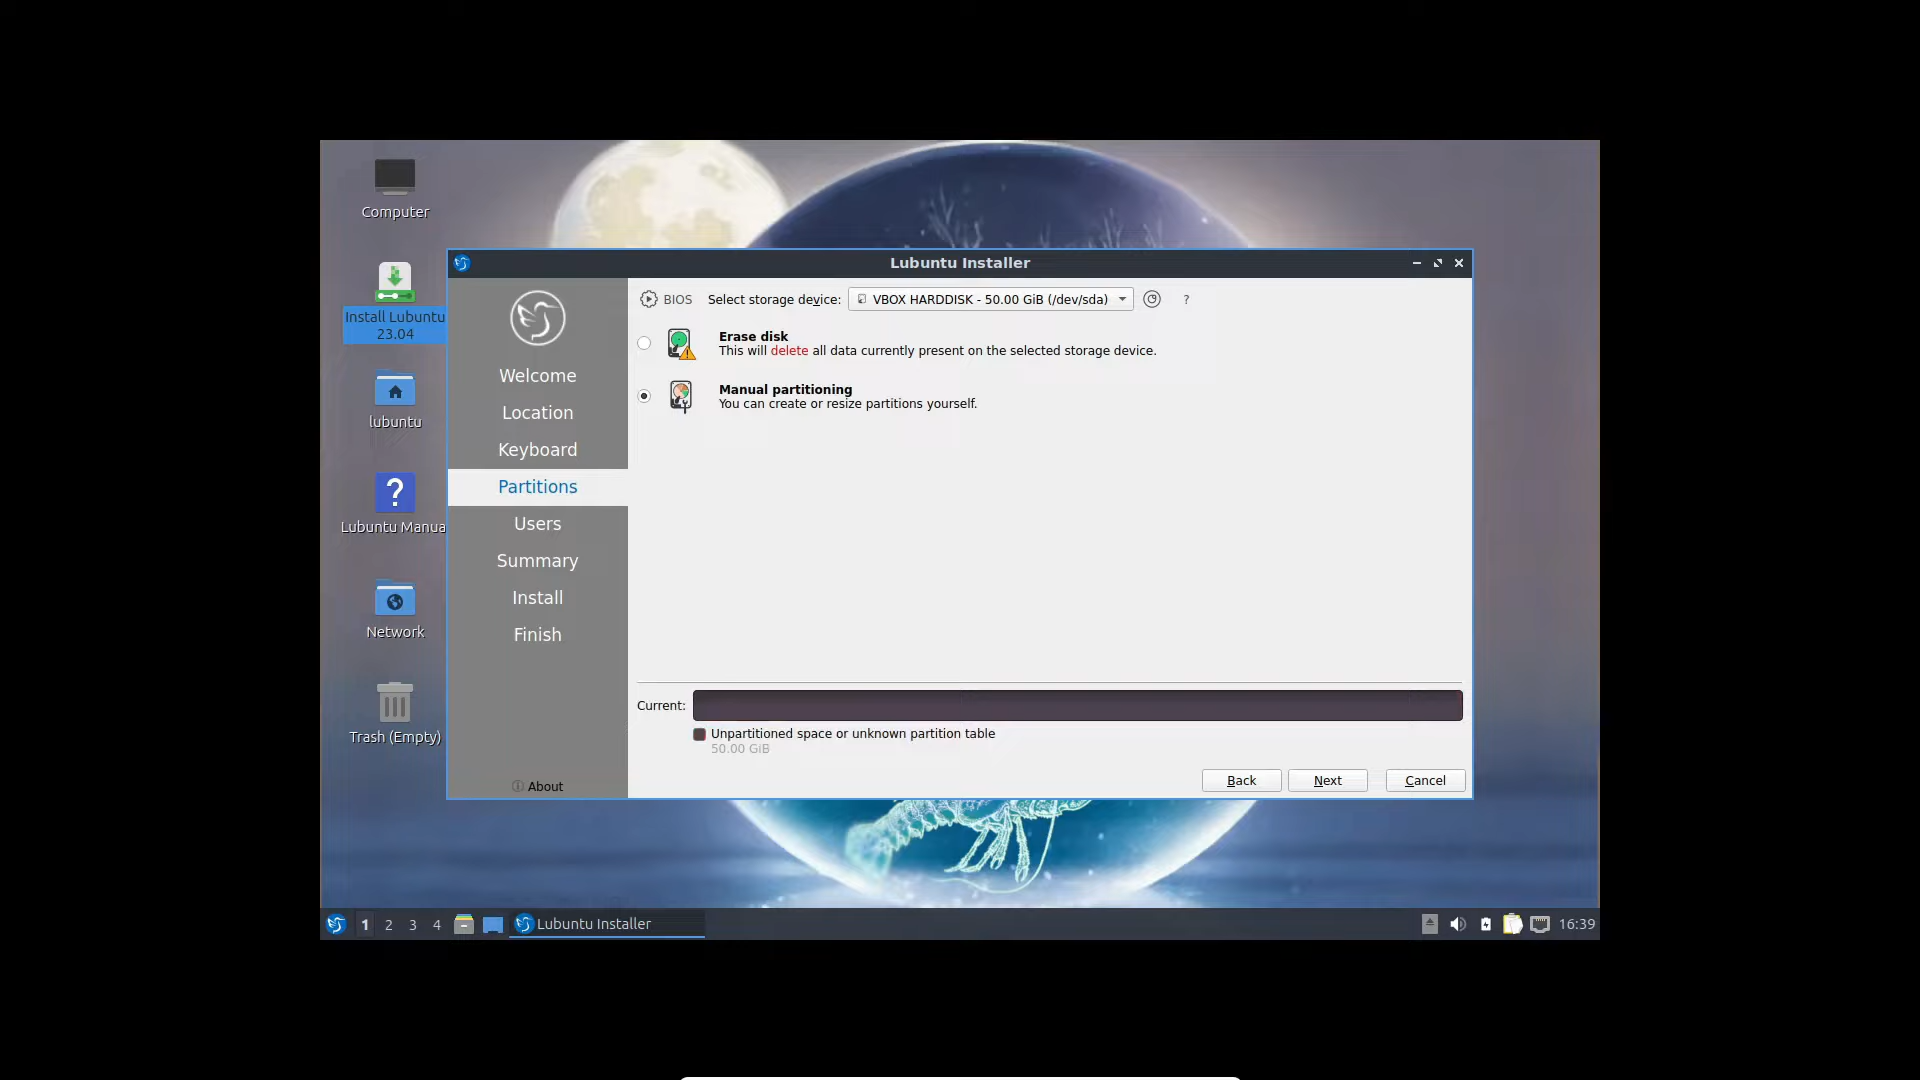 Computer
Install Lubuntu
23.04
lubuntu
Lubuntu Manua
Network
Trash (Empty)
Lubuntu Installer
Welcome
Location
Keyboard
Partitions
Users
Summary
Install
Finish
About
BIOS
Select storage device:
VBOX HARDDISK - 50.00 GiB (/dev/sda)
?
Erase disk
This will delete all data currently present on the selected storage device.
Manual partitioning
You can create or resize partitions yourself.
Current:
Unpartitioned space or unknown partition table
50.00 GiB
Back
Next
Cancel
1
2
3
4
Lubuntu Installer
16:39